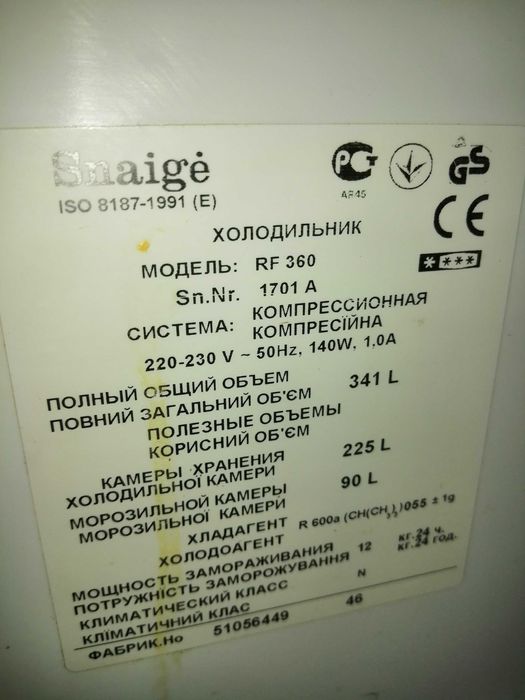 Snaigė
ISO 8187-1991 (E)
РСТ
АЯ45
GS
CE
ХОЛОДИЛЬНИК
МОДЕЛЬ: RF 360
* ***
Sn.Nr. 1701 A
СИСТЕМА: КОМПРЕССИОННАЯ
КОМПРЕСІЙНА
220-230 V ~ 50Hz, 140W, 1,0A
ПОЛНЫЙ ОБЩИЙ ОБЪЕМ
ПОВНИЙ ЗАГАЛЬНИЙ ОБ'ЄМ 341 L
ПОЛЕЗНЫЕ ОБЪЕМЫ
КОРИСНИЙ ОБ'ЄМ
КАМЕРЫ ХРАНЕНИЯ
ХОЛОДИЛЬНОЇ КАМЕРИ 225 L
МОРОЗИЛЬНОЙ КАМЕРЫ
МОРОЗИЛЬНОЇ КАМЕРИ 90 L
ХЛАДАГЕНТ
ХОЛОДОАГЕНТ R 600a (CH(CH₃)₃)055 ± 1g
МОЩНОСТЬ ЗАМОРАЖИВАНИЯ 12 кг.24 ч.
ПОТУЖНІСТЬ ЗАМОРОЖУВАННЯ кг.24 год.
КЛИМАТИЧЕСКИЙ КЛАСС N
КЛІМАТИЧНИЙ КЛАС
ФАБРИК.Но 51056449 46